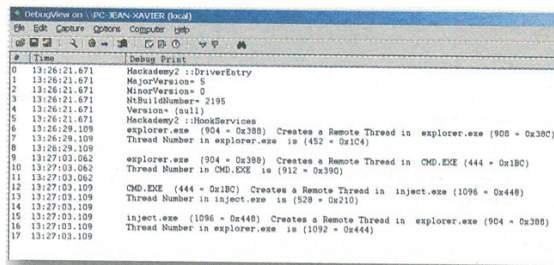 DebugView on \\PC-JEAN-XAVIER (local)
File Edit Capture Options Computer Help
# Time Debug Print
0 13:26:21.671 Hackademy2 ::DriverEntry
1 13:26:21.671 MajorVersion= 5
2 13:26:21.671 MinorVersion= 0
3 13:26:21.671 NtBuildNumber= 2195
4 13:26:21.671 Version= (null)
5 13:26:21.671 Hackademy2 ::HookServices
6 13:26:29.109 explorer.exe (904 = 0x388) Creates a Remote Thread in explorer.exe (908 = 0x38C)
7 13:26:29.109 Thread Number in explorer.exe is (452 = 0x1C4)
8 13:26:29.109
9 13:27:03.062 explorer.exe (904 = 0x388) Creates a Remote Thread in CMD.EXE (444 = 0x1BC)
10 13:27:03.062 Thread Number in CMD.EXE is (912 = 0x390)
11 13:27:03.062
12 13:27:03.109 CMD.EXE (444 = 0x1BC) Creates a Remote Thread in inject.exe (1096 = 0x448)
13 13:27:03.109 Thread Number in inject.exe is (528 = 0x210)
14 13:27:03.109
15 13:27:03.109 inject.exe (1096 = 0x448) Creates a Remote Thread in explorer.exe (904 = 0x388)
16 13:27:03.109 Thread Number in explorer.exe is (1092 = 0x444)
17 13:27:03.109